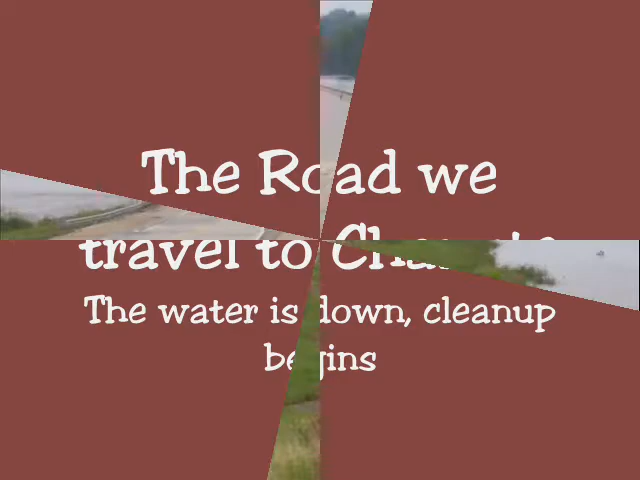 The Road we
travel to
The water is down, cleanup
begins